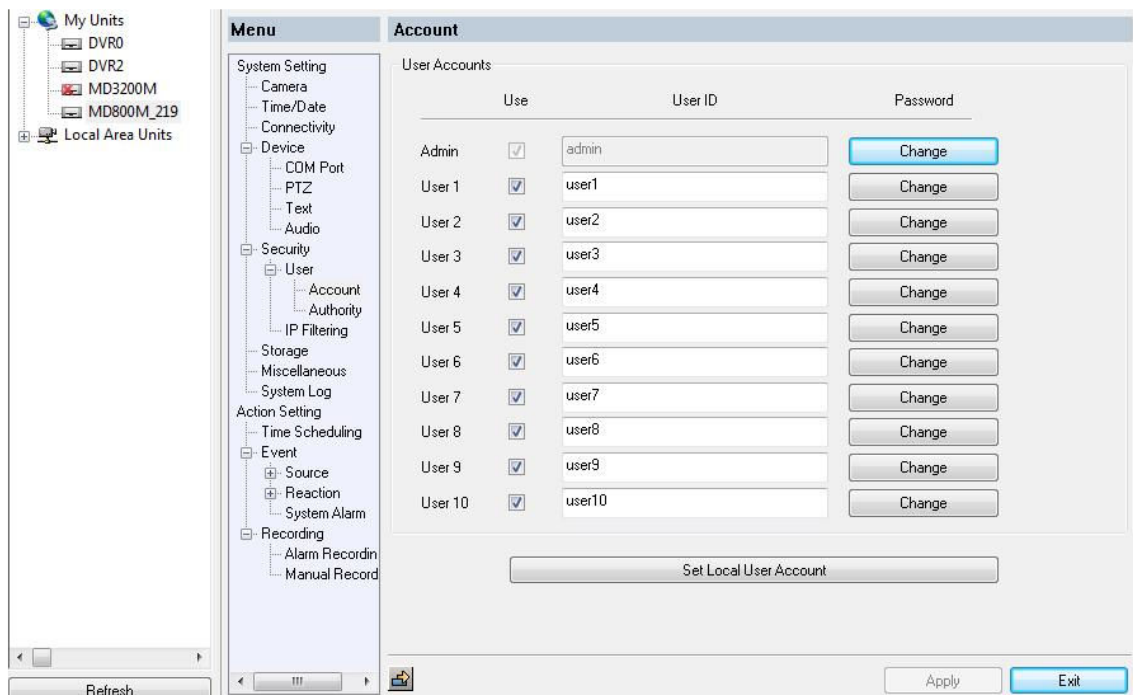 My Units
DVR0
DVR2
MD3200M
MD800M_219
Local Area Units
Refresh
Menu
System Setting
Camera
Time/Date
Connectivity
Device
COM Port
PTZ
Text
Audio
Security
User
Account
Authority
IP Filtering
Storage
Miscellaneous
System Log
Action Setting
Time Scheduling
Event
Source
Reaction
System Alarm
Recording
Alarm Recordin
Manual Record
Account
User Accounts
Use User ID Password
Admin admin Change
User 1 user1 Change
User 2 user2 Change
User 3 user3 Change
User 4 user4 Change
User 5 user5 Change
User 6 user6 Change
User 7 user7 Change
User 8 user8 Change
User 9 user9 Change
User 10 user10 Change
Set Local User Account
Apply Exit